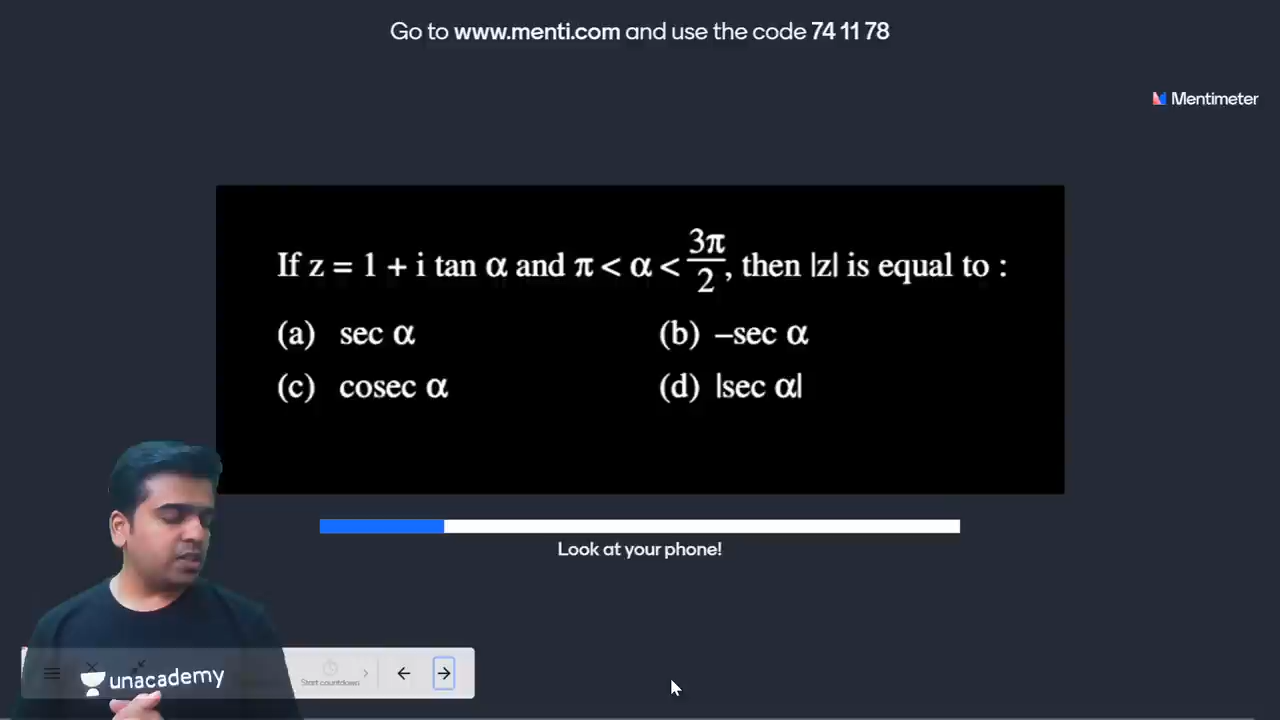 Go to www.menti.com and use the code 74 11 78
Mentimeter
If z = 1 + i tan α and π < α < 3π/2, then |z| is equal to :
(a) sec α (b) –sec α
(c) cosec α (d) |sec α|
Look at your phone!
Start countdown
unacademy